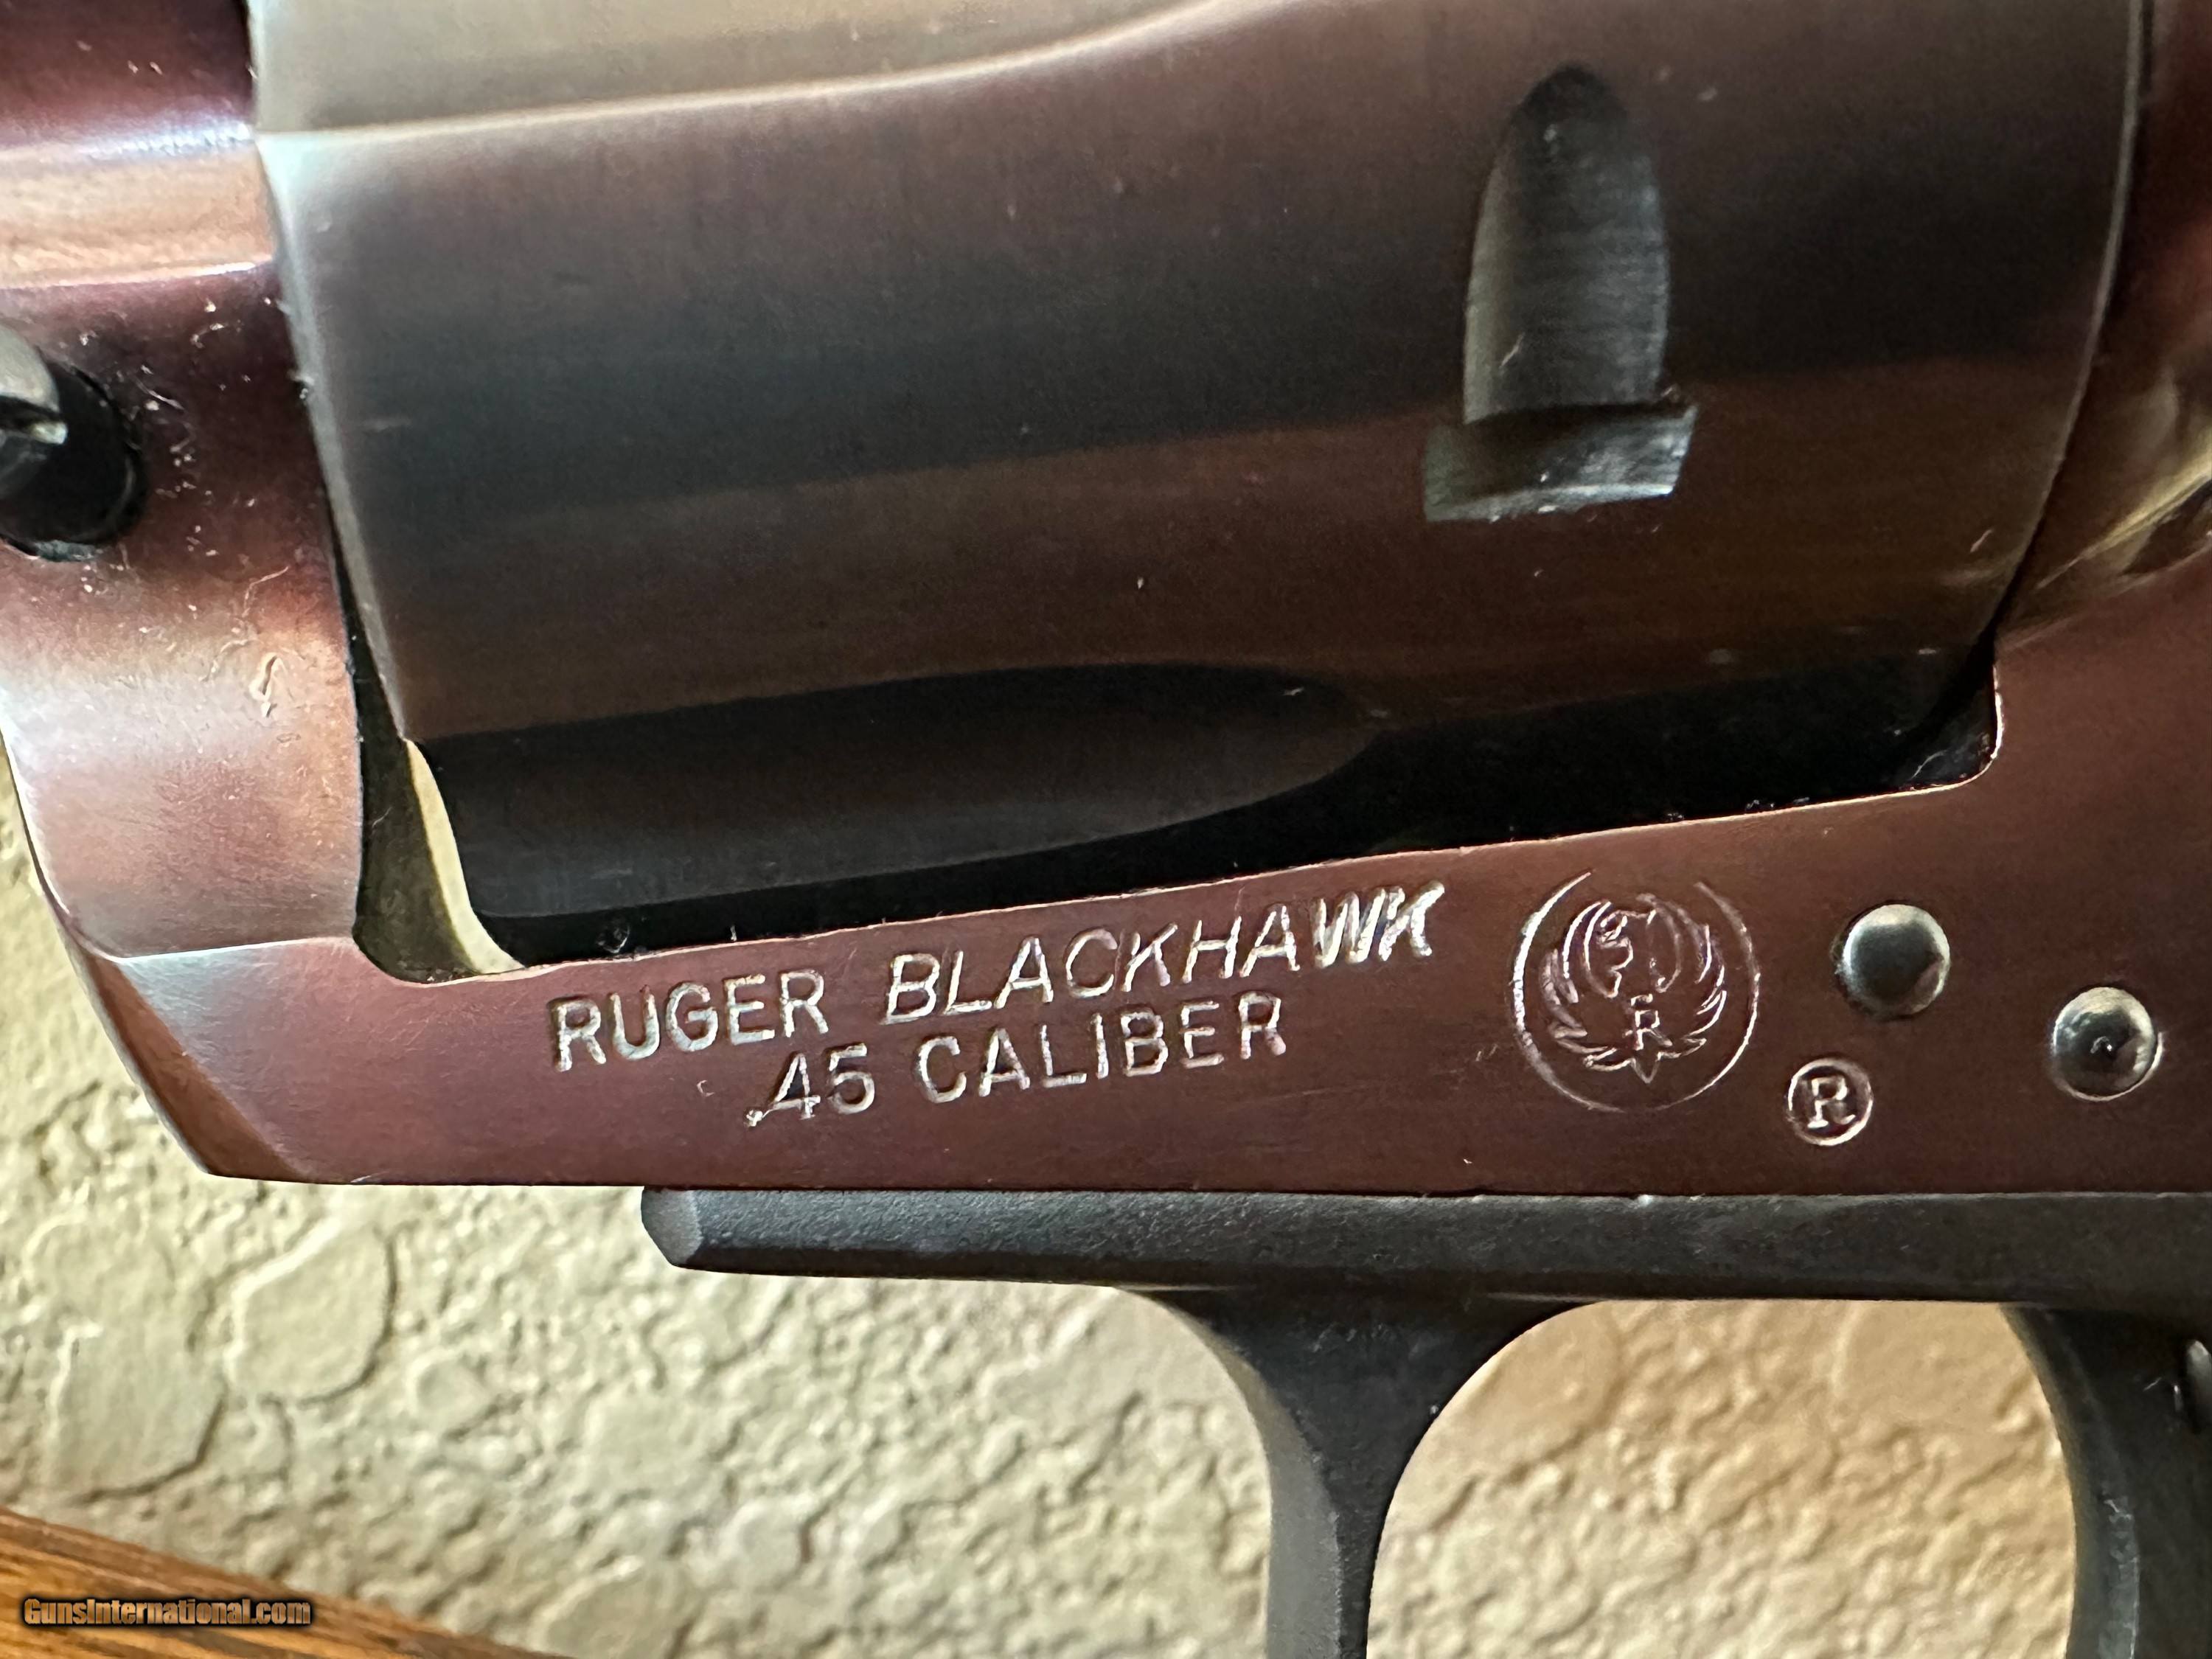 RUGER BLACKHAWK
.45 CALIBER
R
®
GunsInternational.com